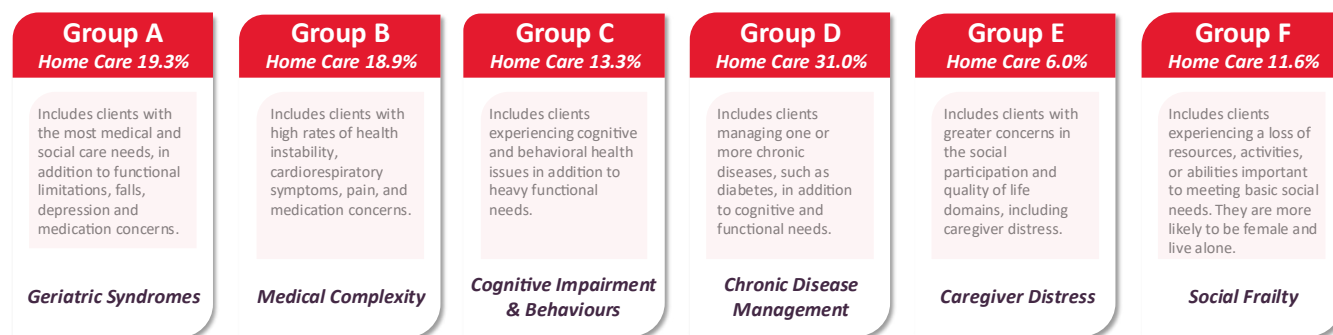 Group A
Home Care 19.3%
Includes clients with
the most medical and
social care needs, in
addition to functional
limitations, falls,
depression and
medication concerns.
Geriatric Syndromes
Group B
Home Care 18.9%
Includes clients with
high rates of health
instability,
cardiorespiratory
symptoms, pain, and
medication concerns.
Medical Complexity
Group C
Home Care 13.3%
Includes clients
experiencing cognitive
and behavioral health
issues in addition to
heavy functional
needs.
Cognitive Impairment
& Behaviours
Group D
Home Care 31.0%
Includes clients
managing one or
more chronic
diseases, such as
diabetes, in addition
to cognitive and
functional needs.
Chronic Disease
Management
Group E
Home Care 6.0%
Includes clients with
greater concerns in
the social
participation and
quality of life
domains, including
caregiver distress.
Caregiver Distress
Group F
Home Care 11.6%
Includes clients
experiencing a loss of
resources, activities,
or abilities important
to meeting basic social
needs. They are more
likely to be female and
live alone.
Social Frailty